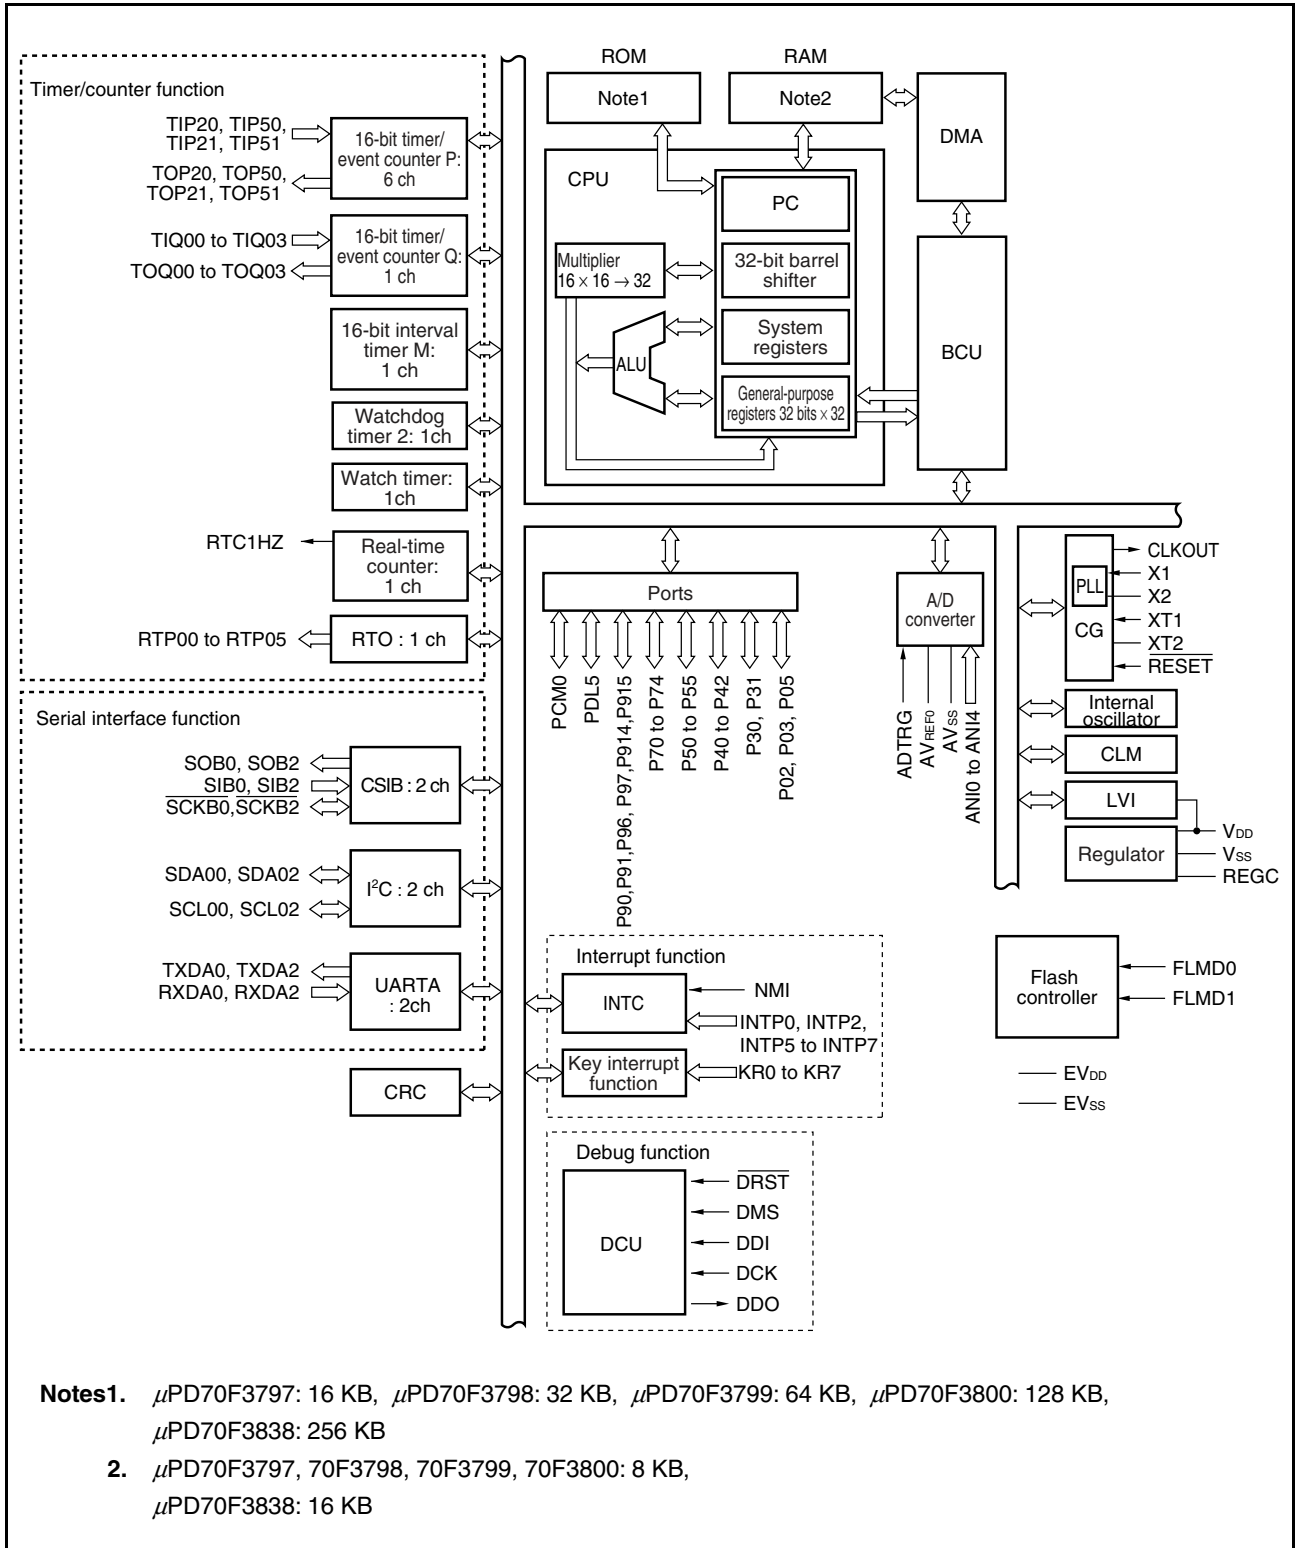 Timer/counter function
TIP20, TIP50,
TIP21, TIP51
TOP20, TOP50,
TOP21, TOP51
16-bit timer/
event counter P:
6 ch
TIQ00 to TIQ03
TOQ00 to TOQ03
16-bit timer/
event counter Q:
1 ch
16-bit interval
timer M:
1 ch
Watchdog
timer 2: 1ch
Watch timer:
1ch
RTC1HZ
Real-time
counter:
1 ch
RTP00 to RTP05
RTO : 1 ch
Serial interface function
SOB0, SOB2
SIB0, SIB2
SCKB0,SCKB2
CSIB : 2 ch
SDA00, SDA02
SCL00, SCL02
I²C : 2 ch
TXDA0, TXDA2
RXDA0, RXDA2
UARTA
: 2ch
CRC
ROM
Note1
RAM
Note2
DMA
CPU
PC
Multiplier
16 × 16 → 32
32-bit barrel
shifter
ALU
System
registers
General-purpose
registers 32 bits × 32
BCU
Ports
PCM0
PDL5
P90,P91,P96, P97,P914,P915
P70 to P74
P50 to P55
P40 to P42
P30, P31
P02, P03, P05
A/D
converter
ADTRG
AVREF0
AVSS
ANI0 to ANI4
PLL
CG
CLKOUT
X1
X2
XT1
XT2
RESET
Internal
oscillator
CLM
LVI
Regulator
VDD
VSS
REGC
Interrupt function
INTC
NMI
INTP0, INTP2,
INTP5 to INTP7
Key interrupt
function
KR0 to KR7
Flash
controller
FLMD0
FLMD1
EVDD
EVSS
Debug function
DCU
DRST
DMS
DDI
DCK
DDO
Notes1. μPD70F3797: 16 KB, μPD70F3798: 32 KB, μPD70F3799: 64 KB, μPD70F3800: 128 KB,
μPD70F3838: 256 KB
2. μPD70F3797, 70F3798, 70F3799, 70F3800: 8 KB,
μPD70F3838: 16 KB